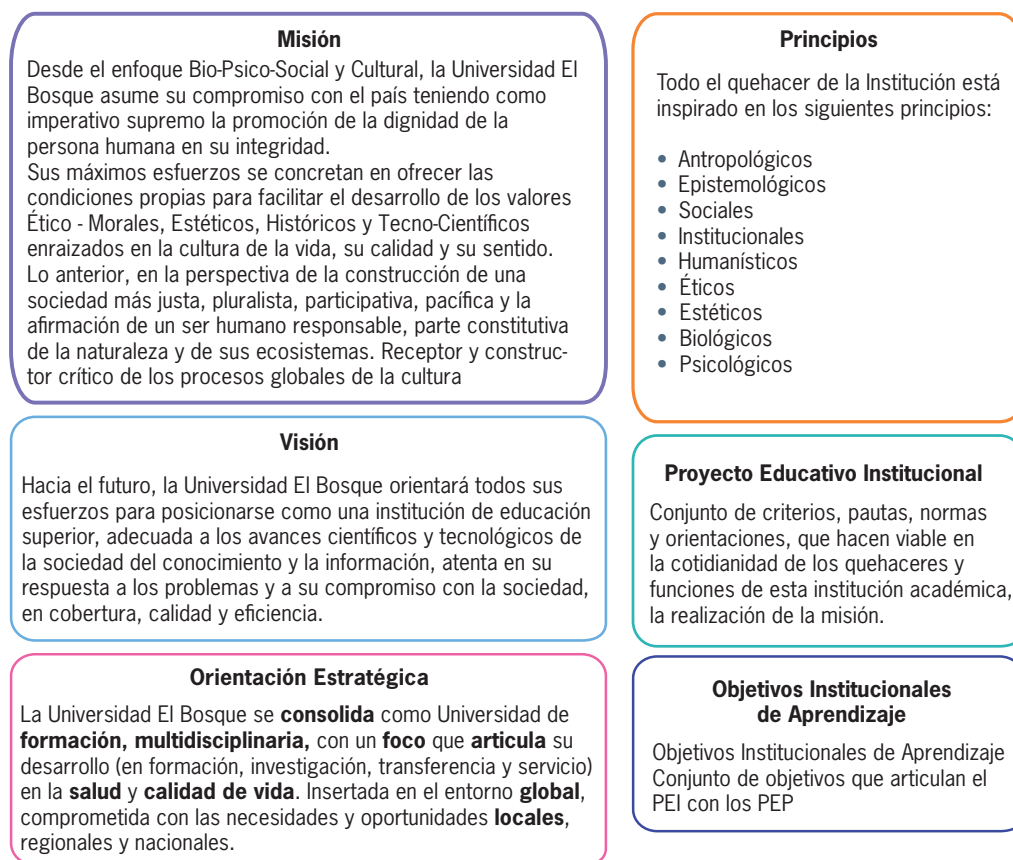 Misión
Desde el enfoque Bio-Psico-Social y Cultural, la Universidad El
Bosque asume su compromiso con el país teniendo como
imperativo supremo la promoción de la dignidad de la
persona humana en su integridad.
Sus máximos esfuerzos se concretan en ofrecer las
condiciones propias para facilitar el desarrollo de los valores
Ético - Morales, Estéticos, Históricos y Tecno-Científicos
enraizados en la cultura de la vida, su calidad y su sentido.
Lo anterior, en la perspectiva de la construcción de una
sociedad más justa, pluralista, participativa, pacífica y la
afirmación de un ser humano responsable, parte constitutiva
de la naturaleza y de sus ecosistemas. Receptor y construc-
tor crítico de los procesos globales de la cultura
Principios
Todo el quehacer de la Institución está
inspirado en los siguientes principios:
• Antropológicos
• Epistemológicos
• Sociales
• Institucionales
• Humanísticos
• Éticos
• Estéticos
• Biológicos
• Psicológicos
Visión
Hacia el futuro, la Universidad El Bosque orientará todos sus
esfuerzos para posicionarse como una institución de educación
superior, adecuada a los avances científicos y tecnológicos de
la sociedad del conocimiento y la información, atenta en su
respuesta a los problemas y a su compromiso con la sociedad,
en cobertura, calidad y eficiencia.
Proyecto Educativo Institucional
Conjunto de criterios, pautas, normas
y orientaciones, que hacen viable en
la cotidianidad de los quehaceres y
funciones de esta institución académica,
la realización de la misión.
Orientación Estratégica
La Universidad El Bosque se consolida como Universidad de
formación, multidisciplinaria, con un foco que articula su
desarrollo (en formación, investigación, transferencia y servicio)
en la salud y calidad de vida. Insertada en el entorno global,
comprometida con las necesidades y oportunidades locales,
regionales y nacionales.
Objetivos Institucionales
de Aprendizaje
Objetivos Institucionales de Aprendizaje
Conjunto de objetivos que articulan el
PEI con los PEP